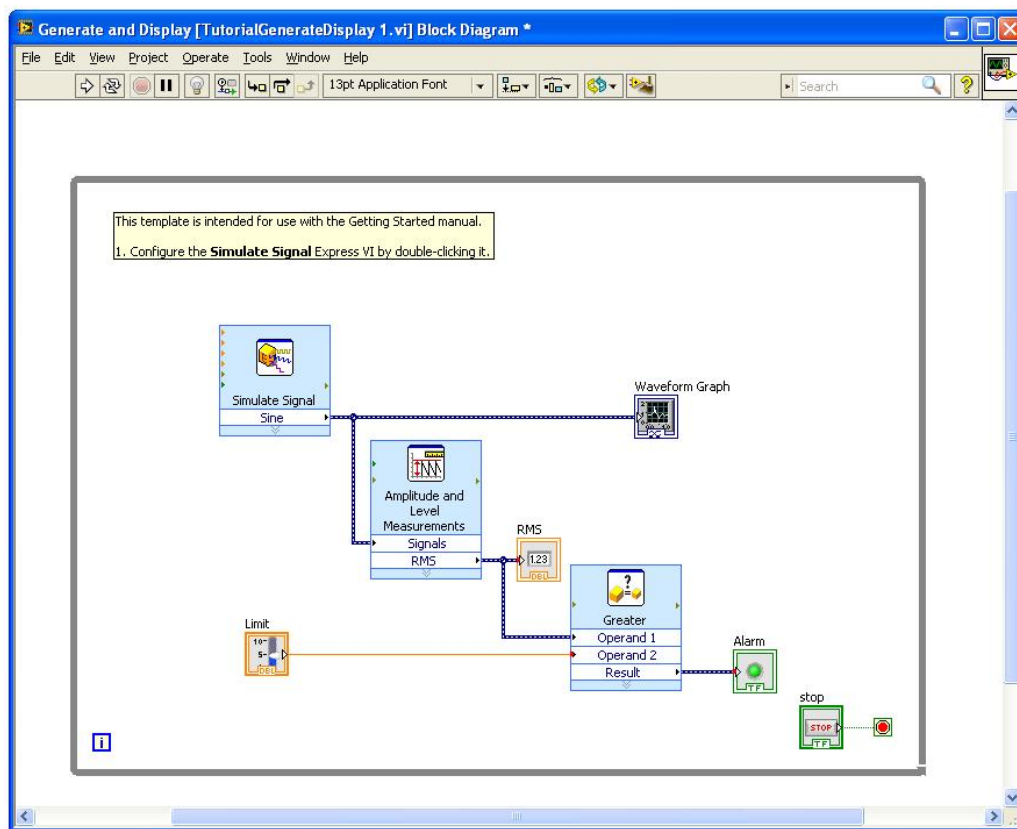 Generate and Display [TutorialGenerateDisplay 1.vi] Block Diagram *
File Edit View Project Operate Tools Window Help
13pt Application Font
Search
?
This template is intended for use with the Getting Started manual.
1. Configure the Simulate Signal Express VI by double-clicking it.
Simulate Signal
Sine
Waveform Graph
Amplitude and
Level
Measurements
Signals
RMS
RMS
1.23
DBL
?
Greater
Operand 1
Operand 2
Result
Limit
10
5
DBL
Alarm
TF
stop
STOP
TF
i